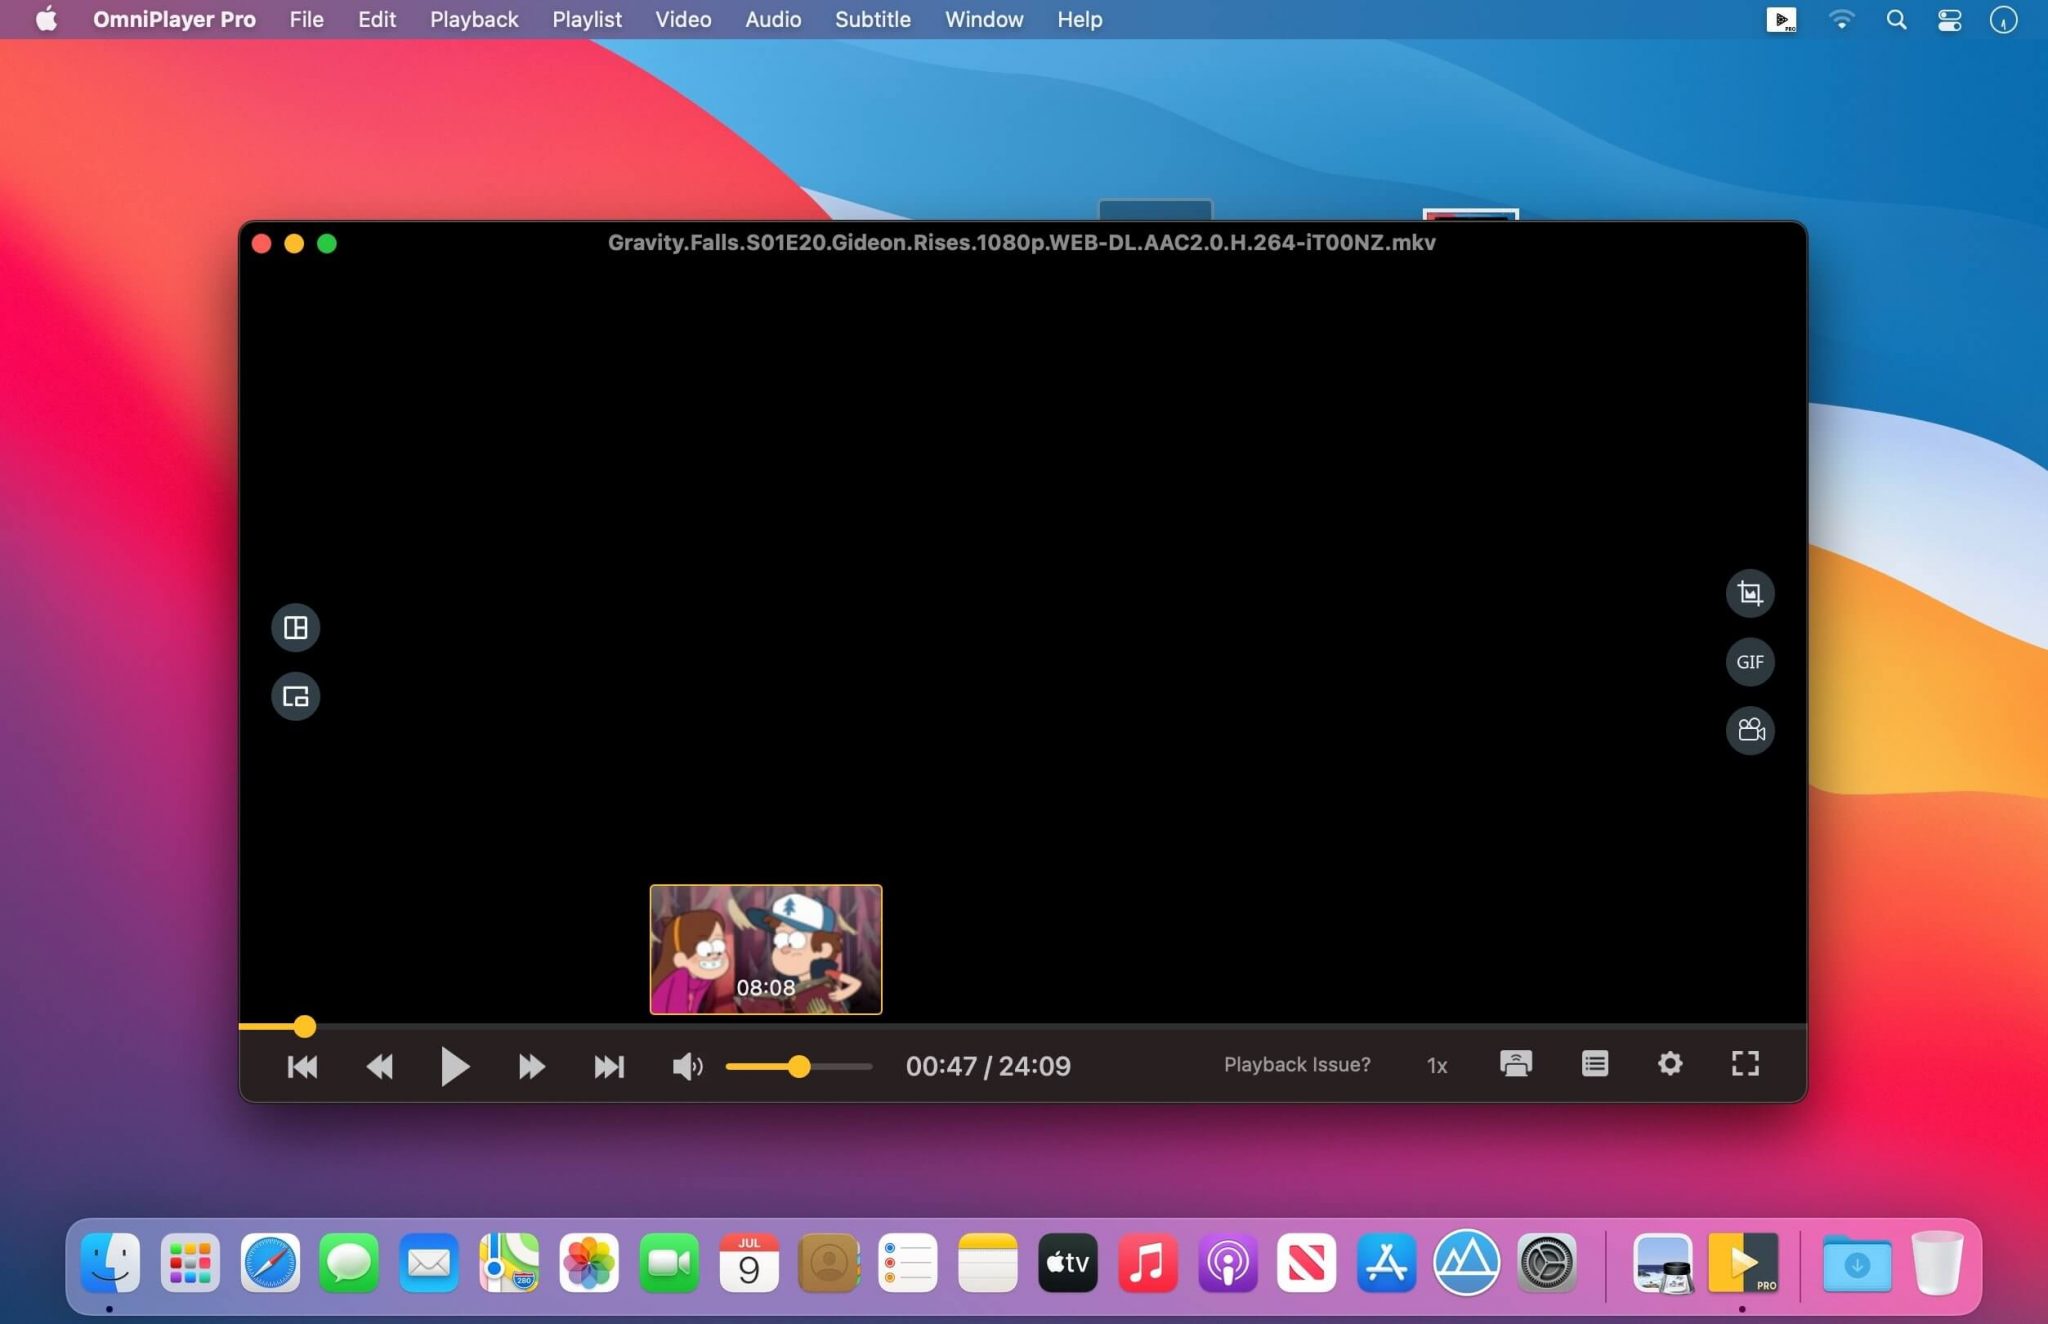 OmniPlayer Pro File Edit Playback Playlist Video Audio Subtitle Window Help
PRO
Gravity.Falls.S01E20.Gideon.Rises.1080p.WEB-DL.AAC2.0.H.264-iT00NZ.mkv
GIF
08:08
00:47 / 24:09 Playback Issue? 1x
JUL
9
280
tv
PRO